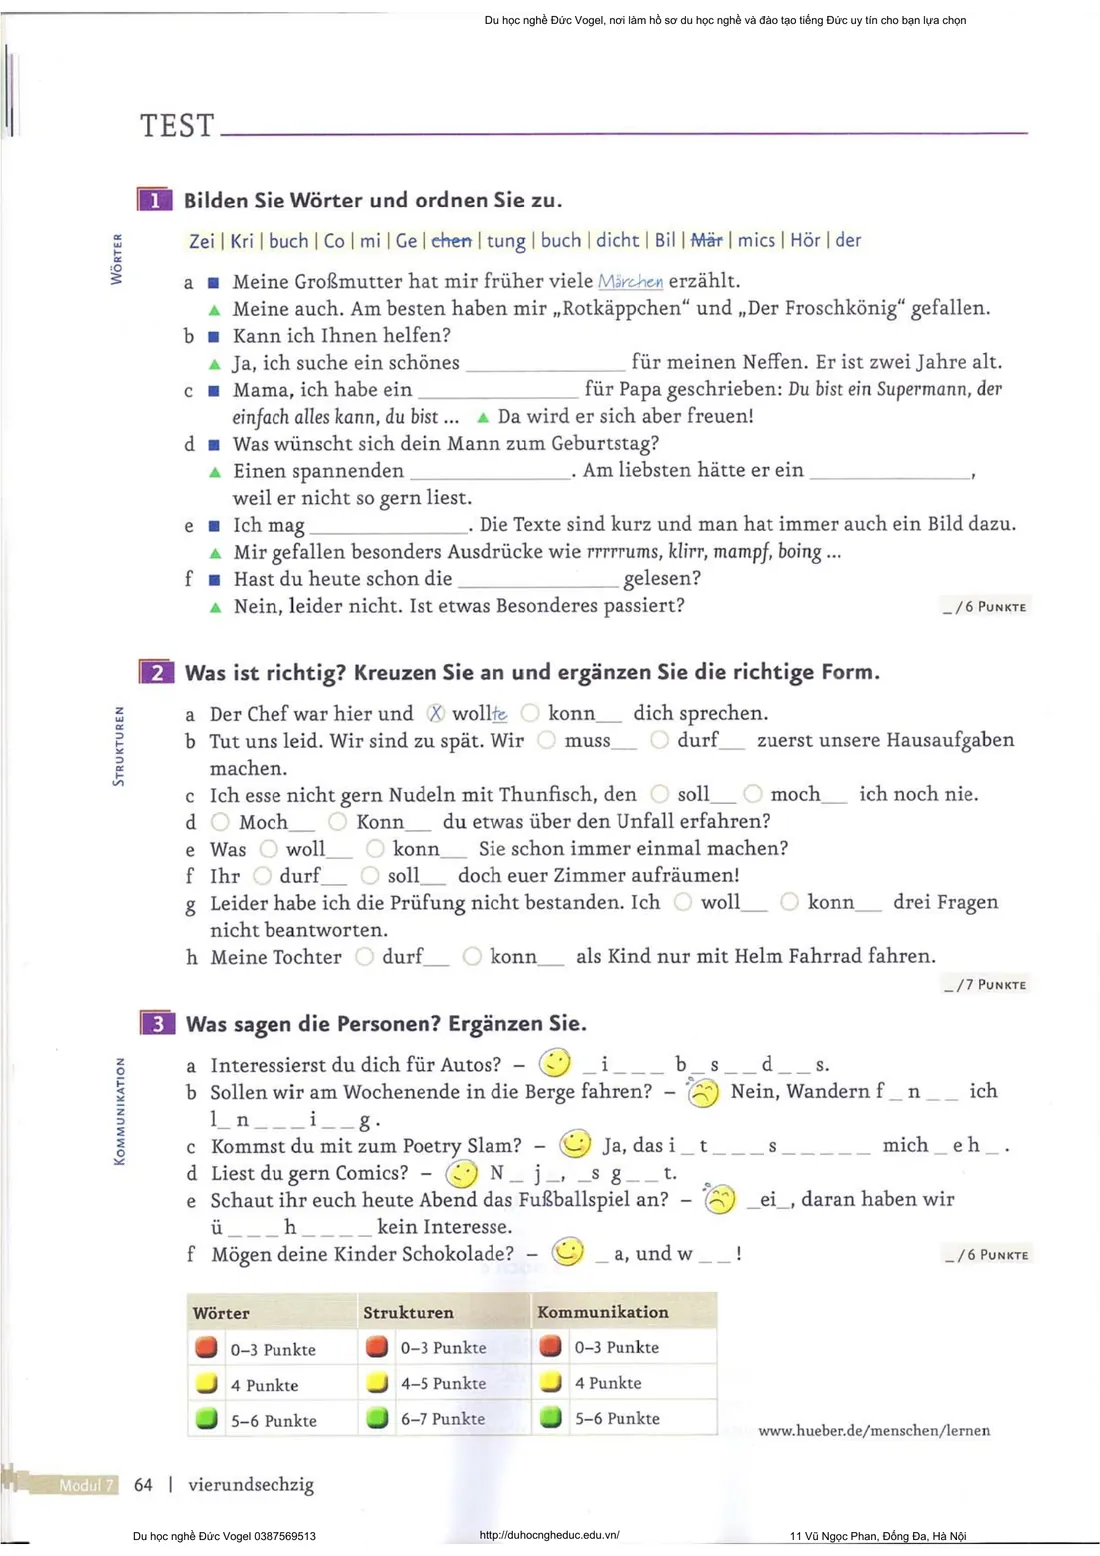 Du học nghề Đức Vogel, nơi làm hồ sơ du học nghề và đào tạo tiếng Đức uy tín cho bạn lựa chọn
TEST
1 Bilden Sie Wörter und ordnen Sie zu.
WÖRTER
Zei | Kri | buch | Co | mi | Ge | chen | tung | buch | dicht | Bil | Mär | mics | Hör | der
a ■ Meine Großmutter hat mir früher viele Märchen erzählt.
▲ Meine auch. Am besten haben mir „Rotkäppchen“ und „Der Froschkönig“ gefallen.
b ■ Kann ich Ihnen helfen?
▲ Ja, ich suche ein schönes ______________ für meinen Neffen. Er ist zwei Jahre alt.
c ■ Mama, ich habe ein ______________ für Papa geschrieben: Du bist ein Supermann, der
einfach alles kann, du bist ... ▲ Da wird er sich aber freuen!
d ■ Was wünscht sich dein Mann zum Geburtstag?
▲ Einen spannenden ______________. Am liebsten hätte er ein ______________,
weil er nicht so gern liest.
e ■ Ich mag ______________. Die Texte sind kurz und man hat immer auch ein Bild dazu.
▲ Mir gefallen besonders Ausdrücke wie rrrrrums, klirr, mampf, boing ...
f ■ Hast du heute schon die ______________ gelesen?
▲ Nein, leider nicht. Ist etwas Besonderes passiert?
_/6 PUNKTE
2 Was ist richtig? Kreuzen Sie an und ergänzen Sie die richtige Form.
STRUKTUREN
a Der Chef war hier und ⊗ wollte ○ konn__ dich sprechen.
b Tut uns leid. Wir sind zu spät. Wir ○ muss__ ○ durf__ zuerst unsere Hausaufgaben
machen.
c Ich esse nicht gern Nudeln mit Thunfisch, den ○ soll__ ○ moch__ ich noch nie.
d ○ Moch__ ○ Konn__ du etwas über den Unfall erfahren?
e Was ○ woll__ ○ konn__ Sie schon immer einmal machen?
f Ihr ○ durf__ ○ soll__ doch euer Zimmer aufräumen!
g Leider habe ich die Prüfung nicht bestanden. Ich ○ woll__ ○ konn__ drei Fragen
nicht beantworten.
h Meine Tochter ○ durf__ ○ konn__ als Kind nur mit Helm Fahrrad fahren.
_/7 PUNKTE
3 Was sagen die Personen? Ergänzen Sie.
KOMMUNIKATION
a Interessierst du dich für Autos? – _ i _ _ _ b _ s _ _ d _ _ s.
b Sollen wir am Wochenende in die Berge fahren? – Nein, Wandern f _ n _ _ ich
l _ n _ _ _ i _ _ g.
c Kommst du mit zum Poetry Slam? – Ja, das i _ t _ _ _ s _ _ _ _ _ mich _ e h _ .
d Liest du gern Comics? – N _ j _, _ s g _ _ t.
e Schaut ihr euch heute Abend das Fußballspiel an? – _ei_, daran haben wir
ü _ _ _ h _ _ _ _ kein Interesse.
f Mögen deine Kinder Schokolade? – _ a, und w _ _ !
_/6 PUNKTE
Wörter Strukturen Kommunikation
0–3 Punkte 0–3 Punkte 0–3 Punkte
4 Punkte 4–5 Punkte 4 Punkte
5–6 Punkte 6–7 Punkte 5–6 Punkte
www.hueber.de/menschen/lernen
Modul 7 64 | vierundsechzig
Du học nghề Đức Vogel 0387569513 http://duhocngheduc.edu.vn/ 11 Vũ Ngọc Phan, Đống Đa, Hà Nội